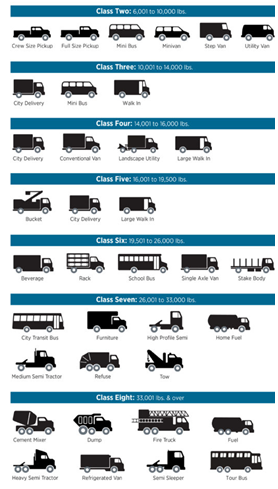 Class Two: 6,001 to 10,000 lbs.
Crew Size Pickup Full Size Pickup Mini Bus Minivan Step Van Utility Van
Class Three: 10,001 to 14,000 lbs.
City Delivery Mini Bus Walk In
Class Four: 14,001 to 16,000 lbs.
City Delivery Conventional Van Landscape Utility Large Walk In
Class Five: 16,001 to 19,500 lbs.
Bucket City Delivery Large Walk In
Class Six: 19,501 to 26,000 lbs.
Beverage Rack School Bus Single Axle Van Stake Body
Class Seven: 26,001 to 33,000 lbs.
City Transit Bus Furniture High Profile Semi Home Fuel
Medium Semi Tractor Refuse Tow
Class Eight: 33,001 lbs. & over
Cement Mixer Dump Fire Truck Fuel
Heavy Semi Tractor Refrigerated Van Semi Sleeper Tour Bus